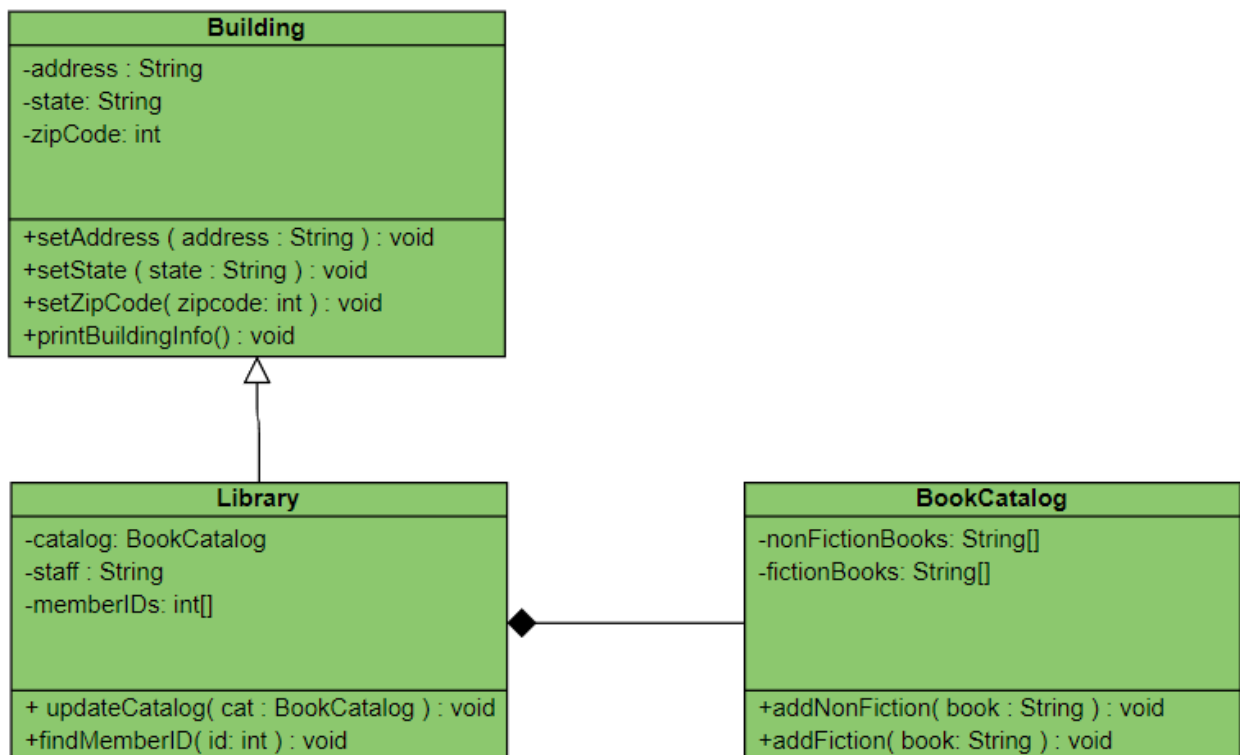 Building
-address : String
-state: String
-zipCode: int
+setAddress ( address : String ) : void
+setState ( state : String ) : void
+setZipCode( zipcode: int ) : void
+printBuildingInfo() : void
Library
-catalog: BookCatalog
-staff : String
-memberIDs: int[]
+ updateCatalog( cat : BookCatalog ) : void
+findMemberID( id: int ) : void
BookCatalog
-nonFictionBooks: String[]
-fictionBooks: String[]
+addNonFiction( book : String ) : void
+addFiction( book: String ) : void